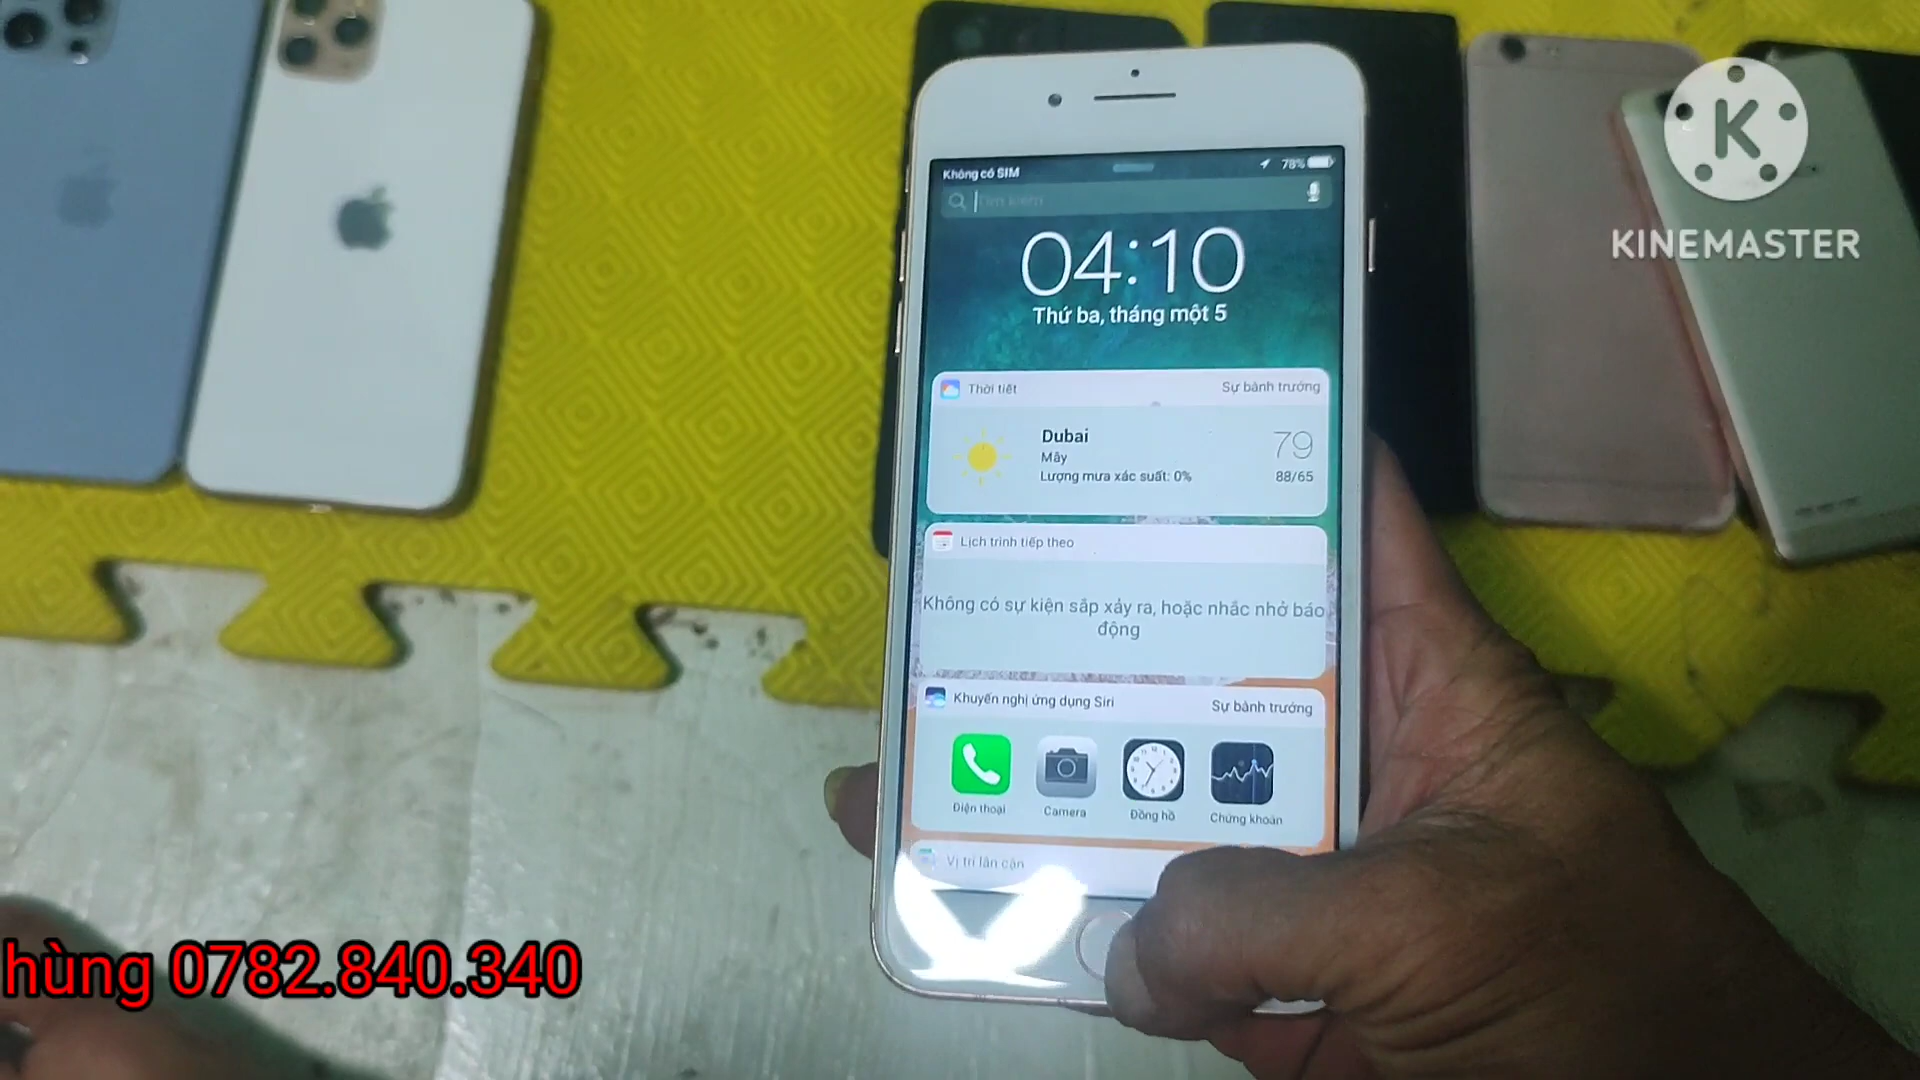 Không có SIM
78%
Tìm kiếm
04:10
Thứ ba, tháng một 5
Thời tiết
Sự bành trướng
Dubai
Mây
Lượng mưa xác suất: 0%
79
88/65
Lịch trình tiếp theo
Không có sự kiện sắp xảy ra, hoặc nhắc nhở báo
động
Khuyến nghị ứng dụng Siri
Sự bành trướng
Điện thoại
Camera
Đồng hồ
Chứng khoán
Vị trí lân cận
K
KINEMASTER
hùng 0782.840.340